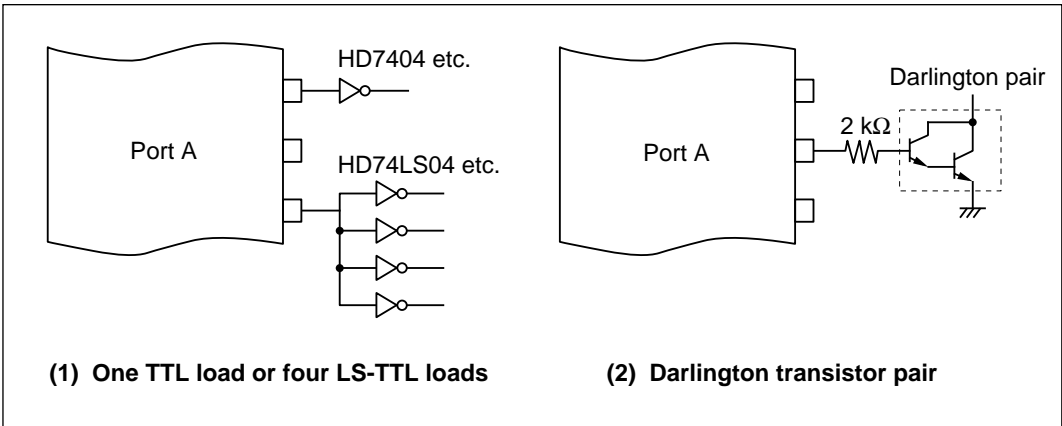 HD7404 etc.
Port A
HD74LS04 etc.
(1) One TTL load or four LS-TTL loads
Darlington pair
2 kΩ
Port A
(2) Darlington transistor pair